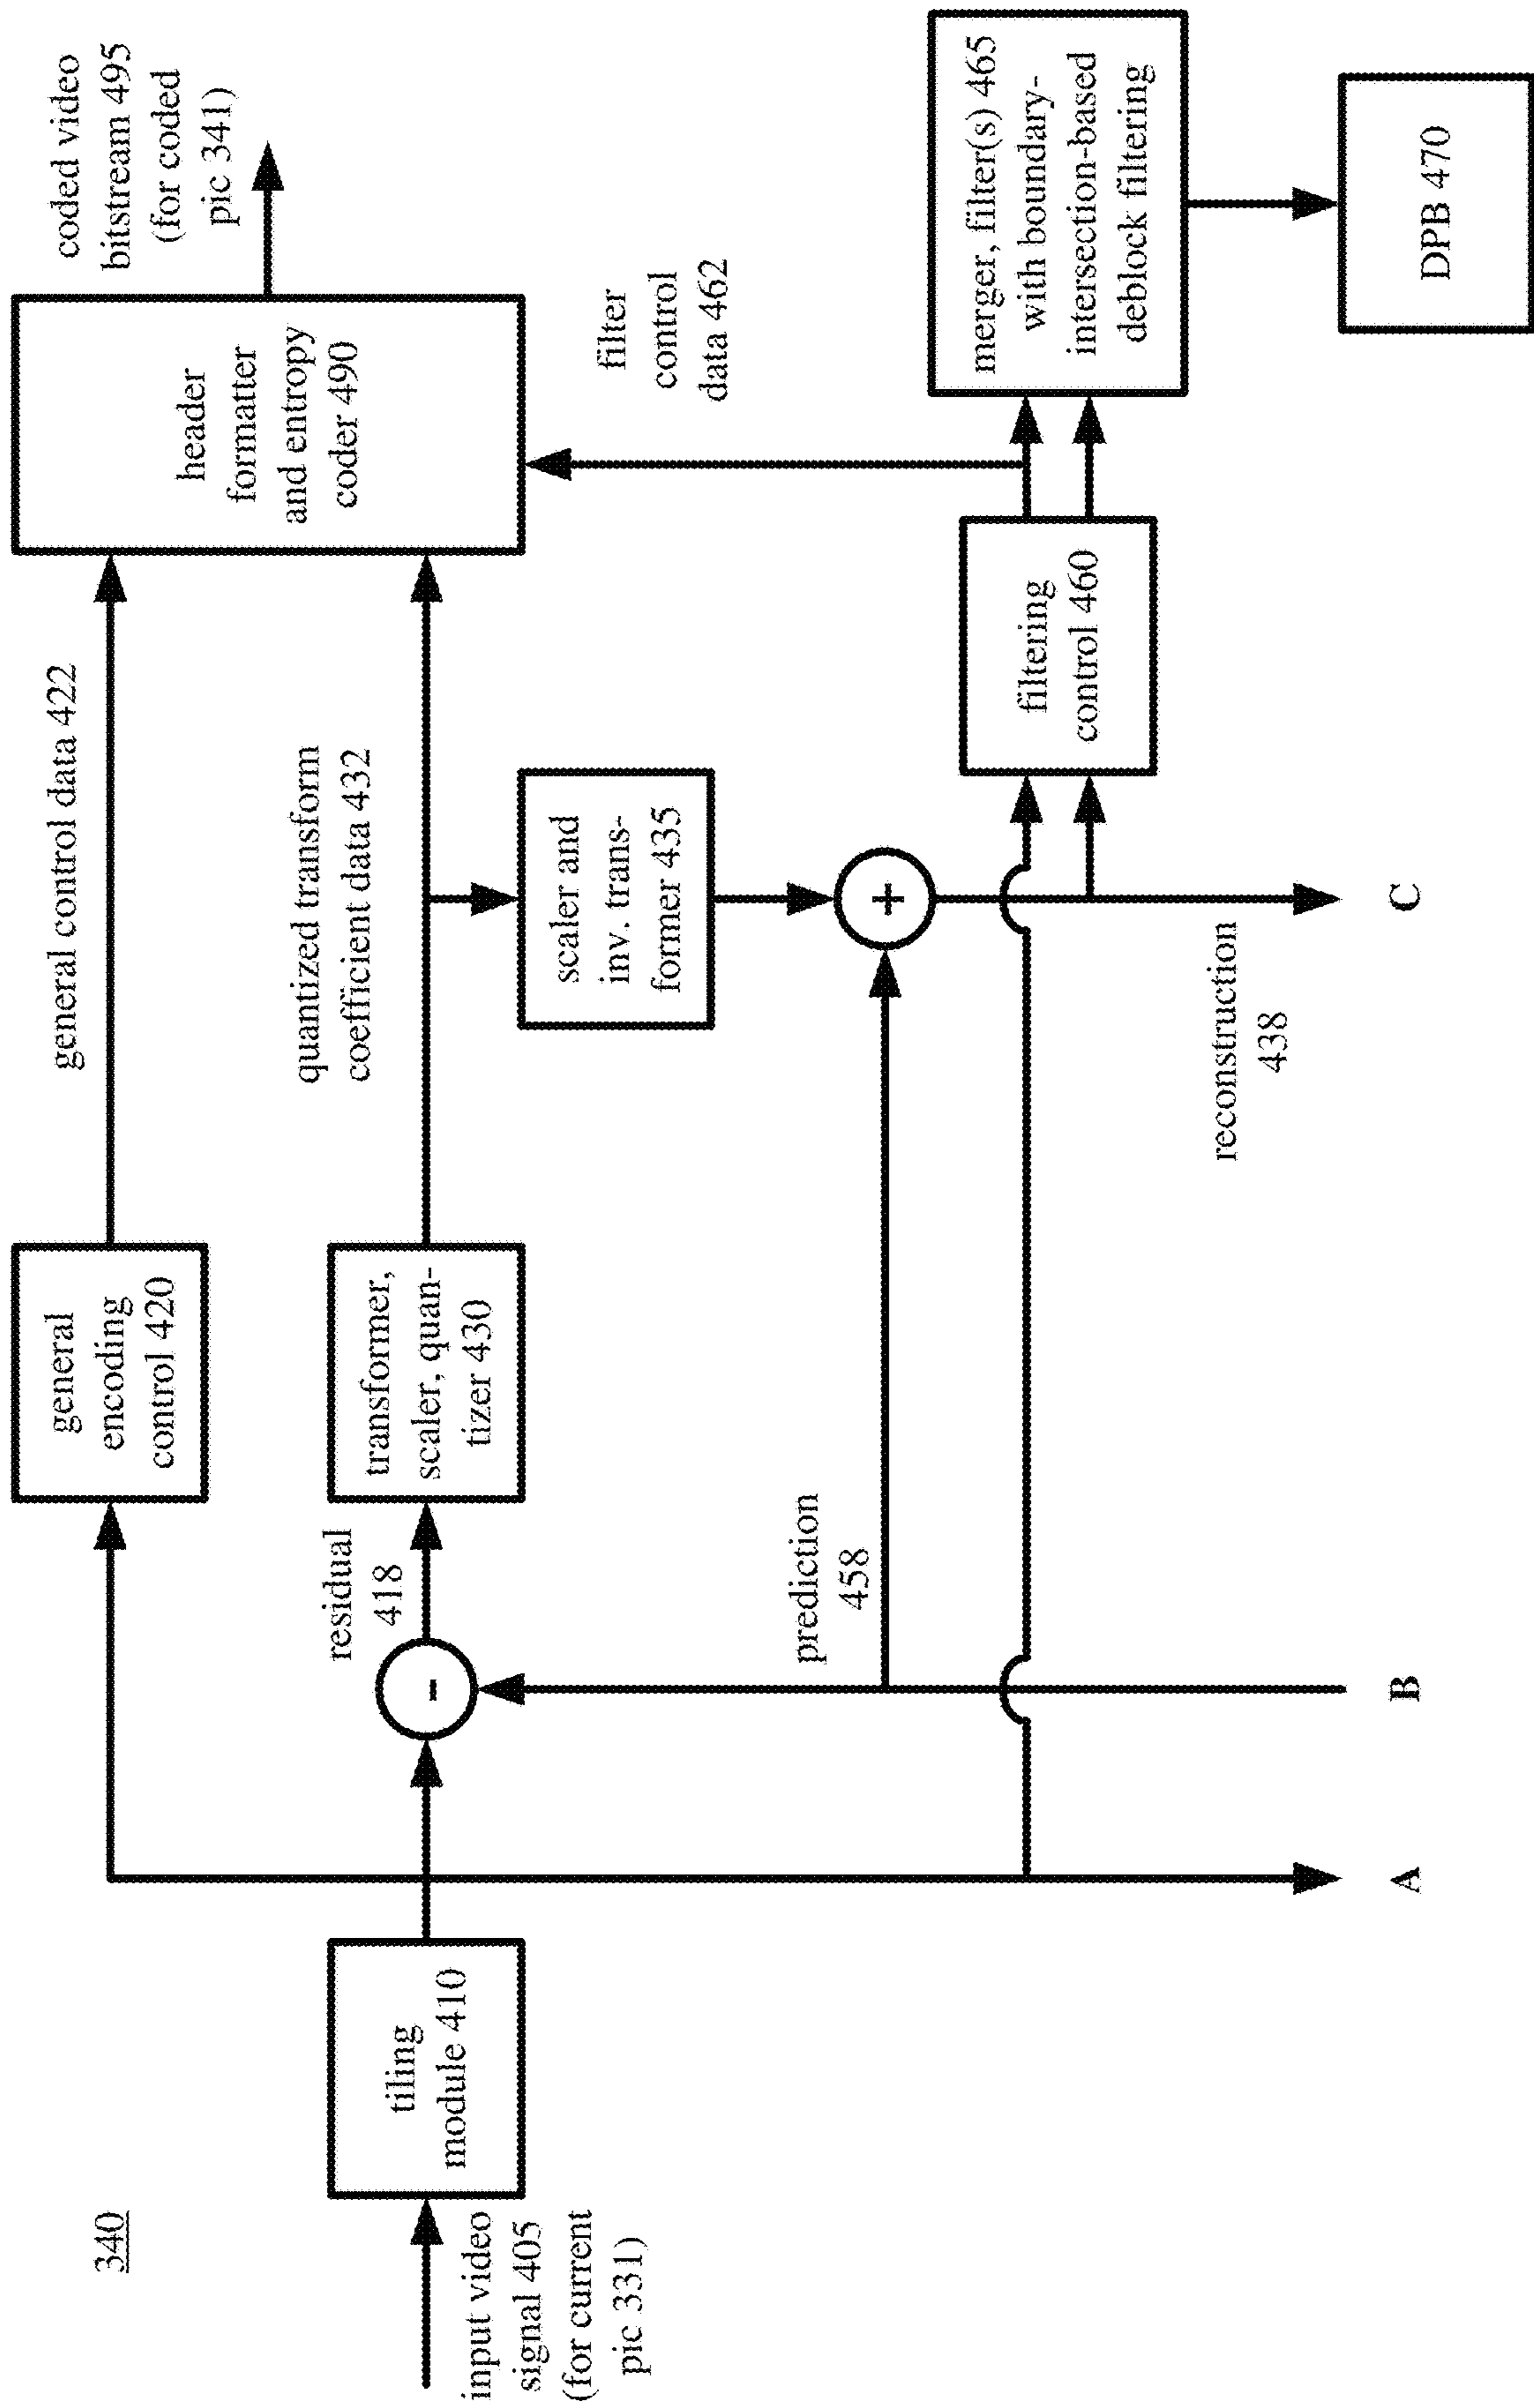 340
input video
signal 405
(for current
pic 331)
tiling
module 410
general
encoding
control 420
general control data 422
residual
418
-
transformer,
scaler, quan-
tizer 430
quantized transform
coefficient data 432
header
formatter
and entropy
coder 490
coded video
bitstream 495
(for coded
pic 341)
scaler and
inv. trans-
former 435
prediction
458
+
filter
control
data 462
filtering
control 460
merger, filter(s) 465
with boundary-
intersection-based
deblock filtering
reconstruction
438
DPB 470
A
B
C